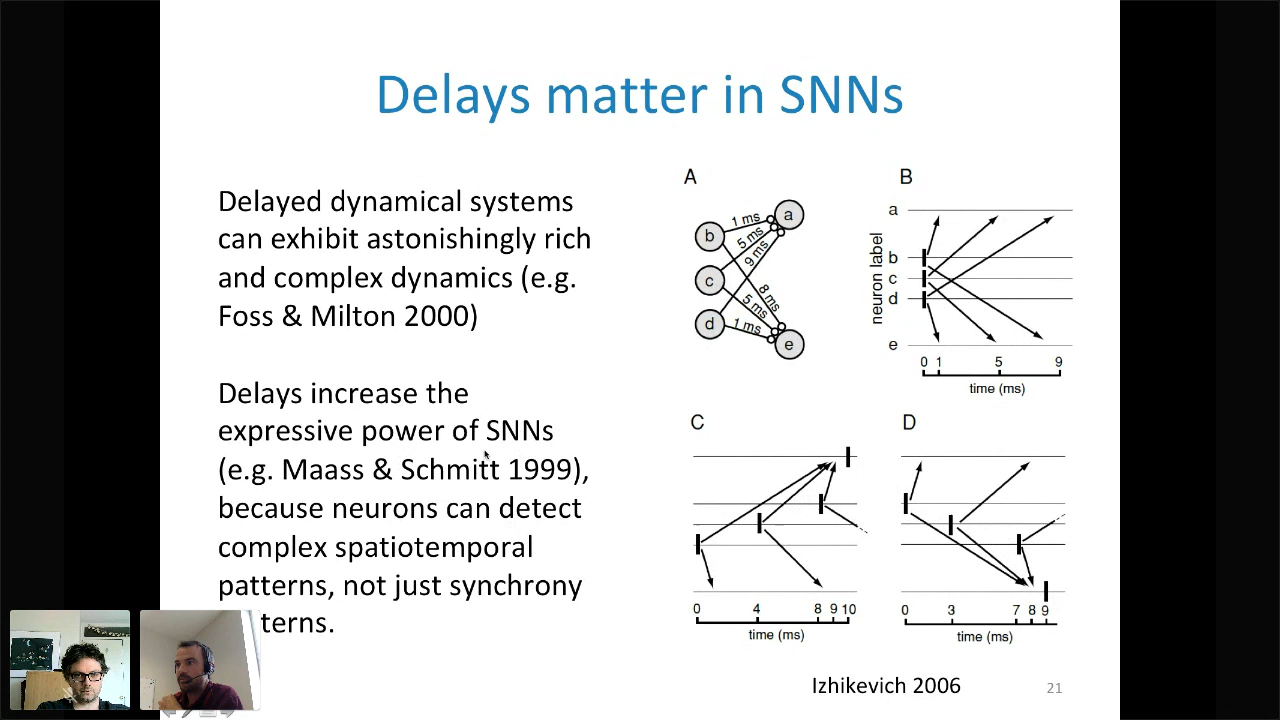 Delays matter in SNNs
Delayed dynamical systems
can exhibit astonishingly rich
and complex dynamics (e.g.
Foss & Milton 2000)
Delays increase the
expressive power of SNNs
(e.g. Maass & Schmitt 1999),
because neurons can detect
complex spatiotemporal
patterns, not just synchrony
terns.
A
b
c
d
a
e
1 ms
5 ms
9 ms
8 ms
5 ms
1 ms
B
neuron label
a
b
c
d
e
0 1 5 9
time (ms)
C
0 4 8 9 10
time (ms)
D
0 3 7 8 9
time (ms)
Izhikevich 2006
21